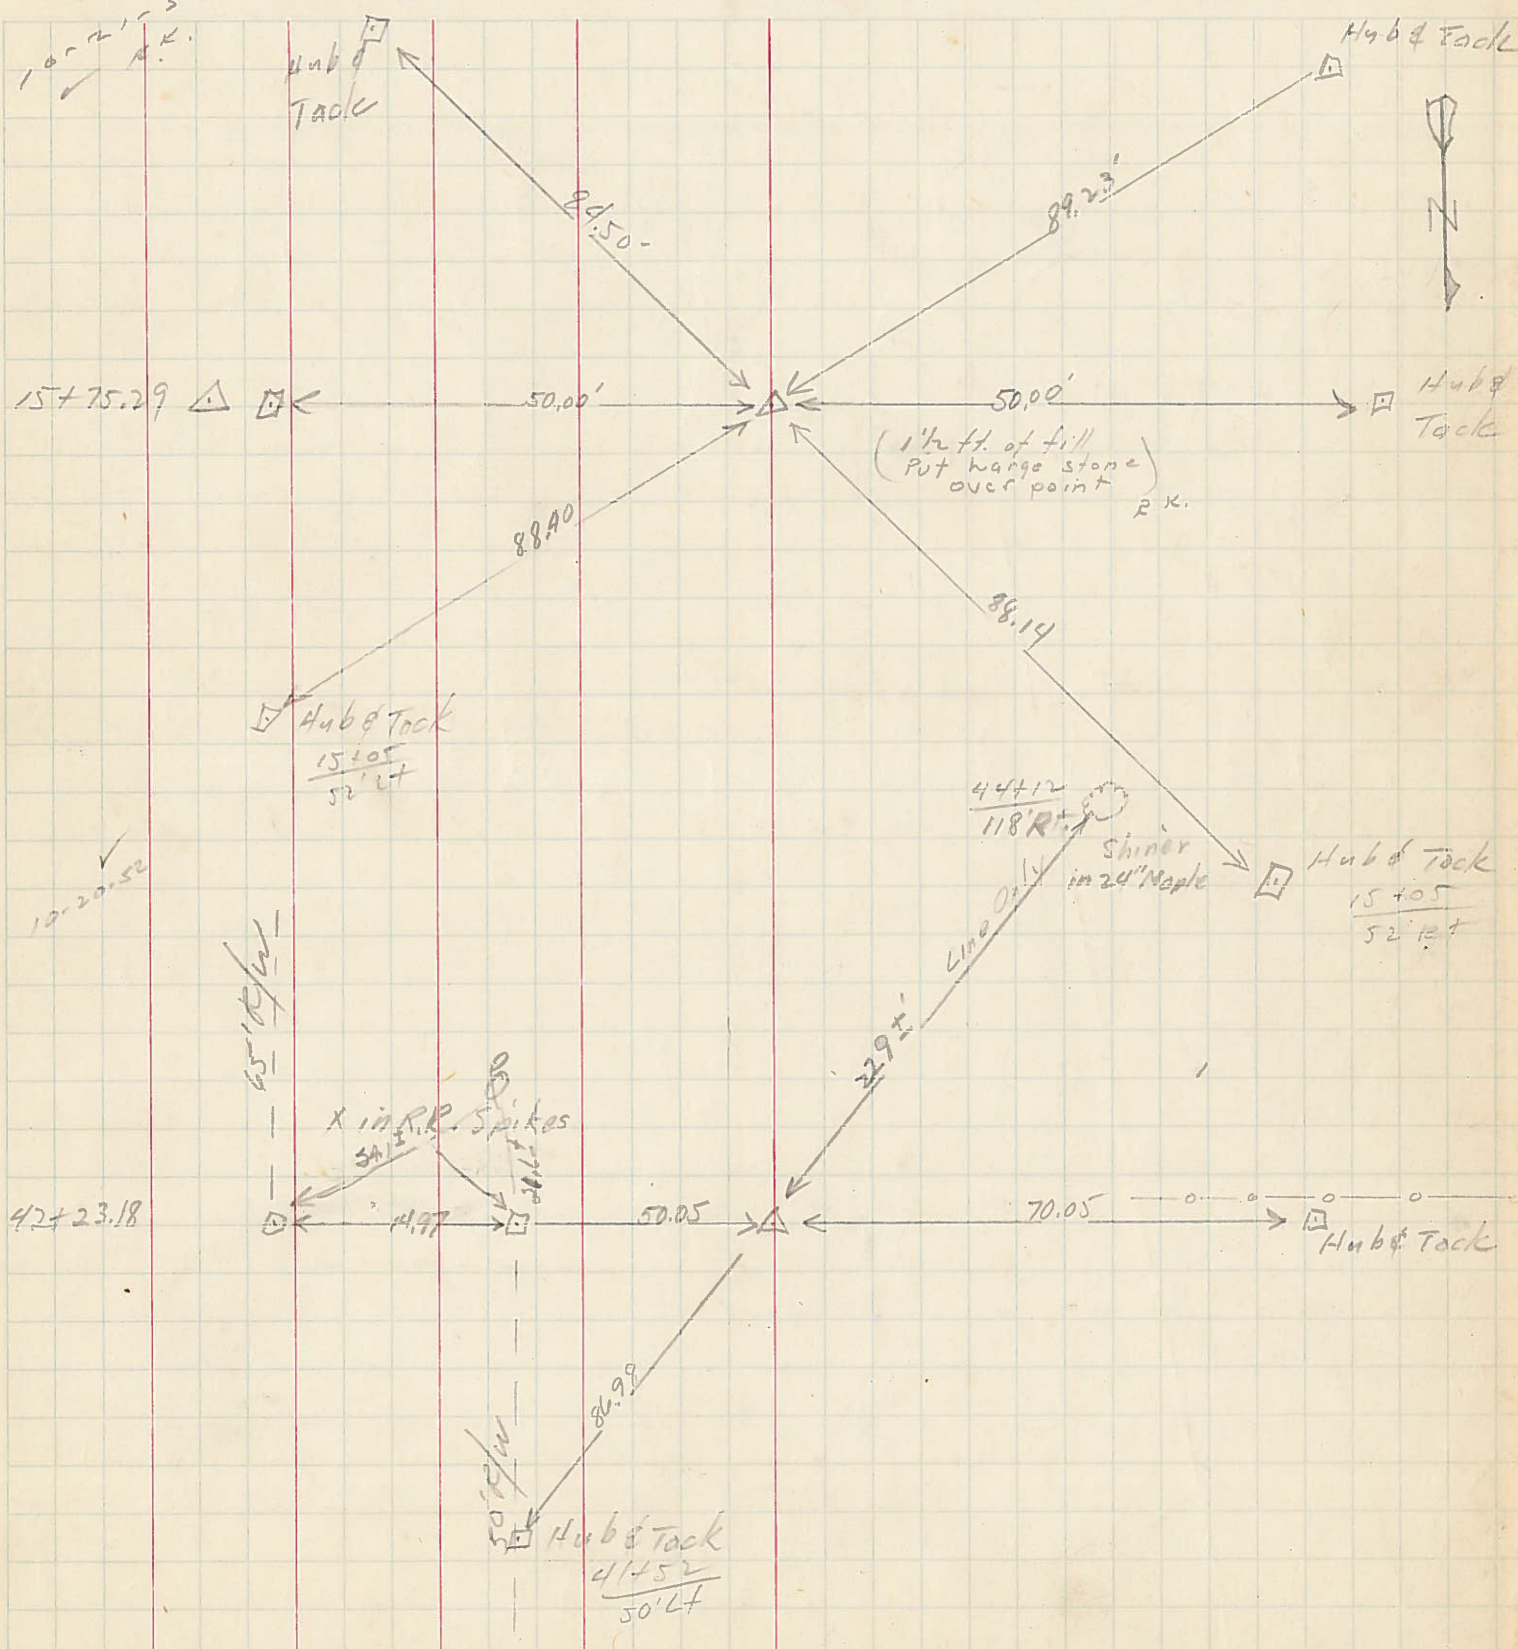 Hub &
Tack
Hub & Tack
84.50
89.23'
N
15+75.29
50.00'
50.00'
Hub &
Tack
(1 1/2 ft. of fill
Put Large stone
over point)
R.K.
88.40
88.14
Hub & Tack
15+05
52' Lt
44+12
118' Rt.
Shiner
in 24" Maple
Hub & Tack
15+05
52' Rt
10-20-52
Line Only
229±'
65' R/W
X in R.R. Spikes
42+23.18
14.97
50.05
70.05
Hub & Tack
86.98
50' R/W
Hub & Tack
41+52
50' Lt